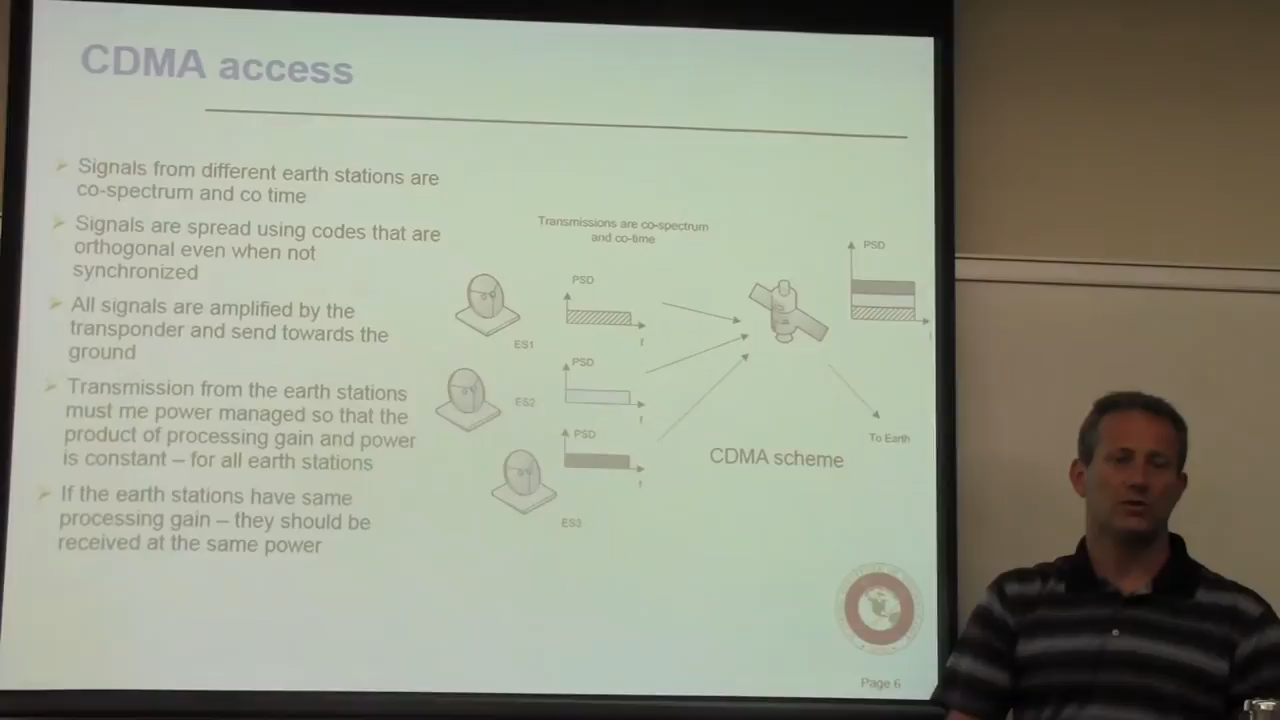 CDMA access
Signals from different earth stations are
co-spectrum and co time
Signals are spread using codes that are
orthogonal even when not
synchronized
All signals are amplified by the
transponder and send towards the
ground
Transmission from the earth stations
must me power managed so that the
product of processing gain and power
is constant – for all earth stations
If the earth stations have same
processing gain – they should be
received at the same power
Transmissions are co-spectrum
and co-time
PSD
f
ES1
PSD
f
ES2
PSD
f
ES3
PSD
f
To Earth
CDMA scheme
Page 6